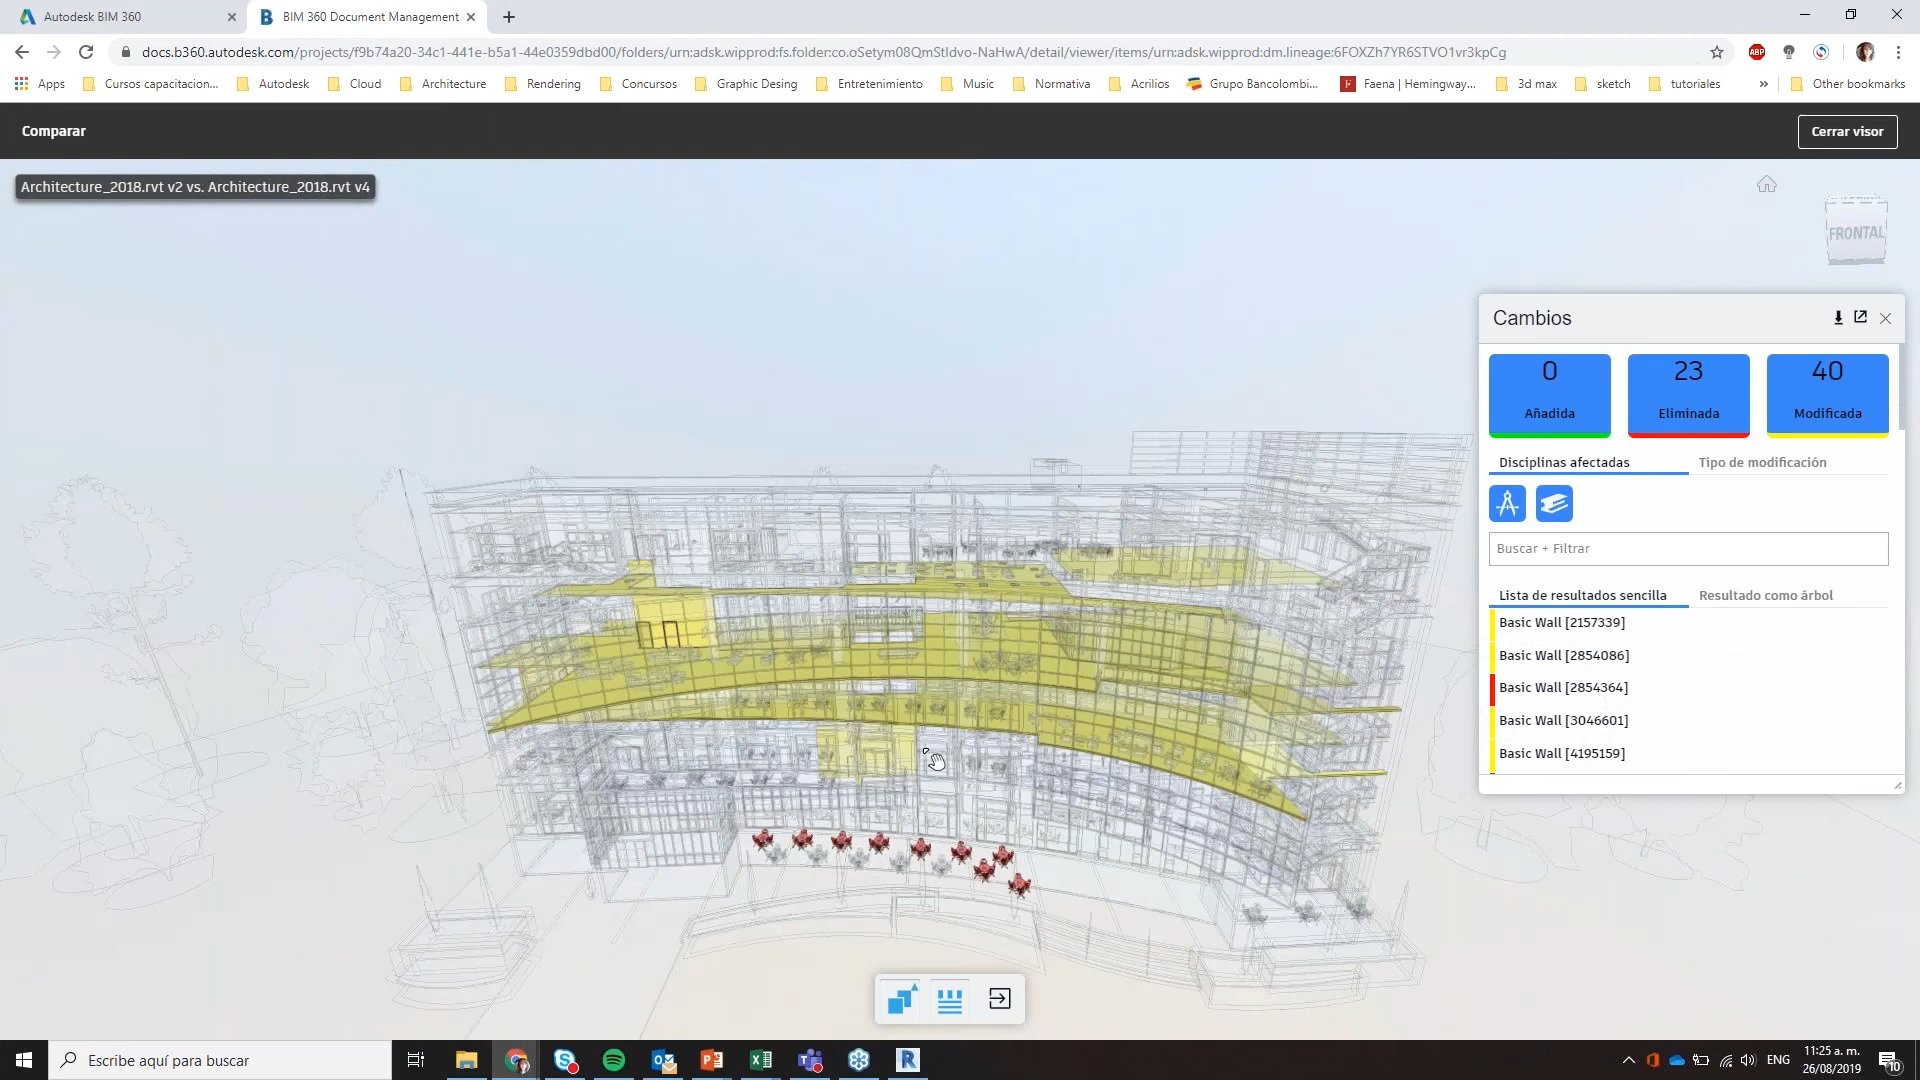 Autodesk BIM 360
BIM 360 Document Management
docs.b360.autodesk.com/projects/f9b74a20-34c1-441e-b5a1-44e0359dbd00/folders/urn:adsk.wipprod:fs.folder:co.oSetym08QmStIdvo-NaHwA/detail/viewer/items/urn:adsk.wipprod:dm.lineage:6FOXZh7YR6STVO1vr3kpCg
ABP
Apps
Cursos capacitacion...
Autodesk
Cloud
Architecture
Rendering
Concursos
Graphic Desing
Entretenimiento
Music
Normativa
Acrilios
Grupo Bancolombi...
Faena | Hemingway...
3d max
sketch
tutoriales
»
Other bookmarks
Comparar
Cerrar visor
Architecture_2018.rvt v2 vs. Architecture_2018.rvt v4
FRONTAL
Cambios
0
Añadida
23
Eliminada
40
Modificada
Disciplinas afectadas
Tipo de modificación
Buscar + Filtrar
Lista de resultados sencilla
Resultado como árbol
Basic Wall [2157339]
Basic Wall [2854086]
Basic Wall [2854364]
Basic Wall [3046601]
Basic Wall [4195159]
Escribe aquí para buscar
ENG
11:25 a. m.
26/08/2019
10